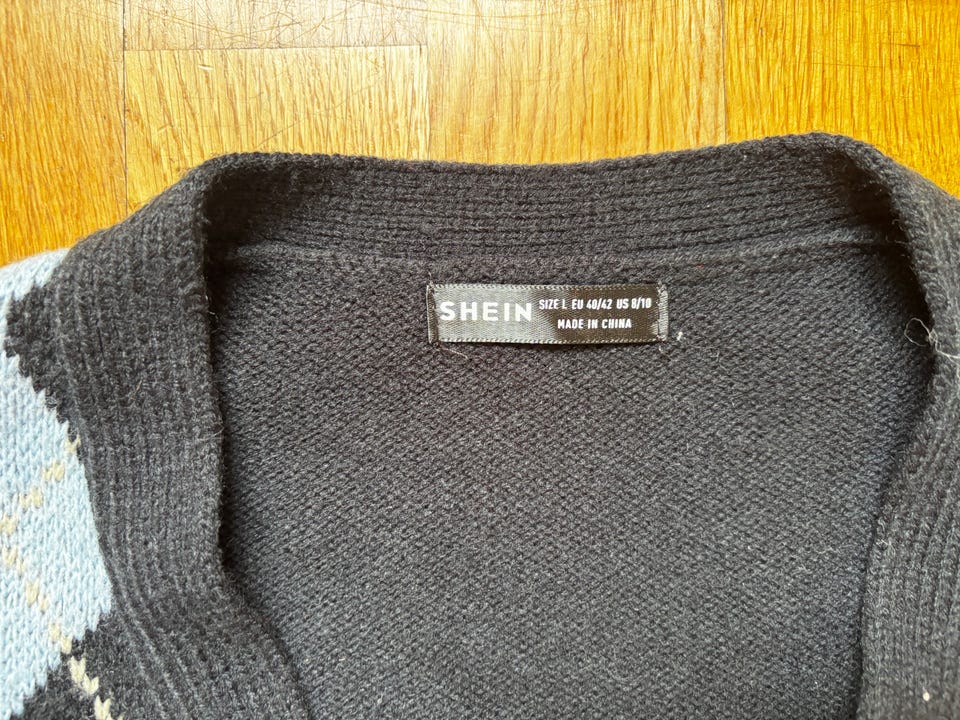 SHEIN
SIZE L EU 40/42 US 8/10
MADE IN CHINA